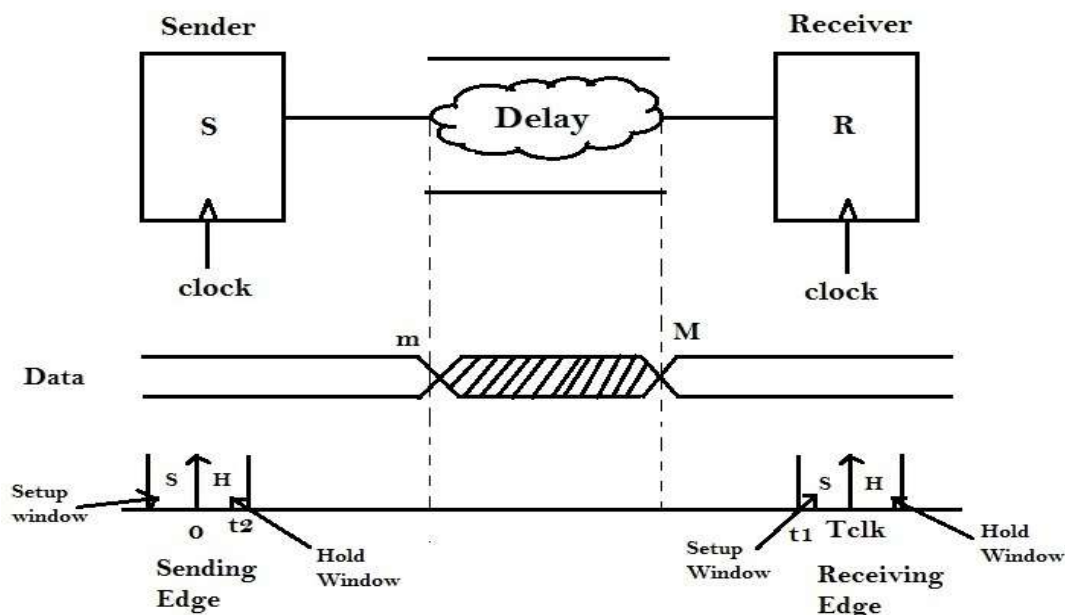 Sender
Receiver
S
Delay
R
clock
clock
m
M
Data
S
H
S
H
Setup
window
0
t2
Hold
Window
Sending
Edge
Setup
Window
t1
Tclk
Hold
Window
Receiving
Edge